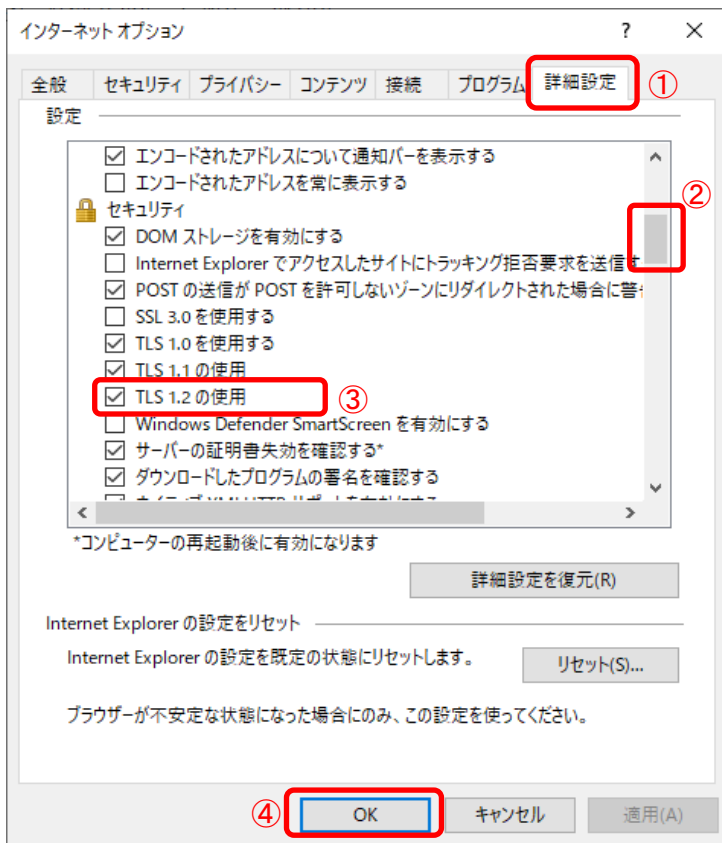 インターネット オプション ? ×
全般 セキュリティ プライバシー コンテンツ 接続 プログラム 詳細設定 ①
設定
エンコードされたアドレスについて通知バーを表示する
エンコードされたアドレスを常に表示する
②
セキュリティ
DOM ストレージを有効にする
Internet Explorer でアクセスしたサイトにトラッキング拒否要求を送信す
POST の送信が POST を許可しないゾーンにリダイレクトされた場合に警
SSL 3.0 を使用する
TLS 1.0 を使用する
TLS 1.1 の使用
TLS 1.2 の使用 ③
Windows Defender SmartScreen を有効にする
サーバーの証明書失効を確認する*
ダウンロードしたプログラムの署名を確認する
*コンピューターの再起動後に有効になります
詳細設定を復元(R)
Internet Explorer の設定をリセット
Internet Explorer の設定を既定の状態にリセットします。
リセット(S)...
ブラウザーが不安定な状態になった場合にのみ、この設定を使ってください。
④ OK キャンセル 適用(A)